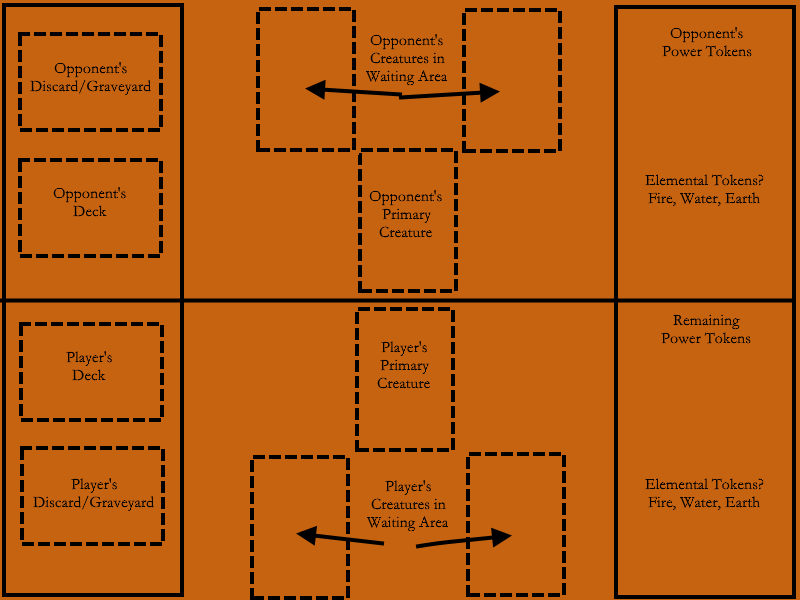 Opponent's
Discard/Graveyard
Opponent's
Deck
Opponent's
Creatures in
Waiting Area
Opponent's
Primary
Creature
Opponent's
Power Tokens
Elemental Tokens?
Fire, Water, Earth
Player's
Deck
Player's
Discard/Graveyard
Player's
Primary
Creature
Player's
Creatures in
Waiting Area
Remaining
Power Tokens
Elemental Tokens?
Fire, Water, Earth